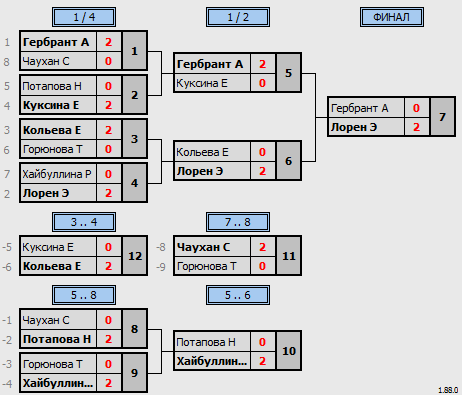 1 / 4 1 / 2 ФИНАЛ
1 Гербрант А 2 1
8 Чаухан С 0
Гербрант А 2 5
Куксина Е 0
5 Потапова Н 0 2
4 Куксина Е 2
Гербрант А 0 7
Лорен Э 2
3 Кольева Е 2 3
6 Горюнова Т 0
Кольева Е 0 6
Лорен Э 2
7 Хайбуллина Р 0 4
2 Лорен Э 2
3 .. 4 7 .. 8
-5 Куксина Е 0 12
-6 Кольева Е 2
-8 Чаухан С 2 11
-9 Горюнова Т 0
5 .. 8 5 .. 6
-1 Чаухан С 0 8
-2 Потапова Н 2
Потапова Н 0 10
Хайбуллин... 2
-3 Горюнова Т 0 9
-4 Хайбуллин... 2
1.88.0